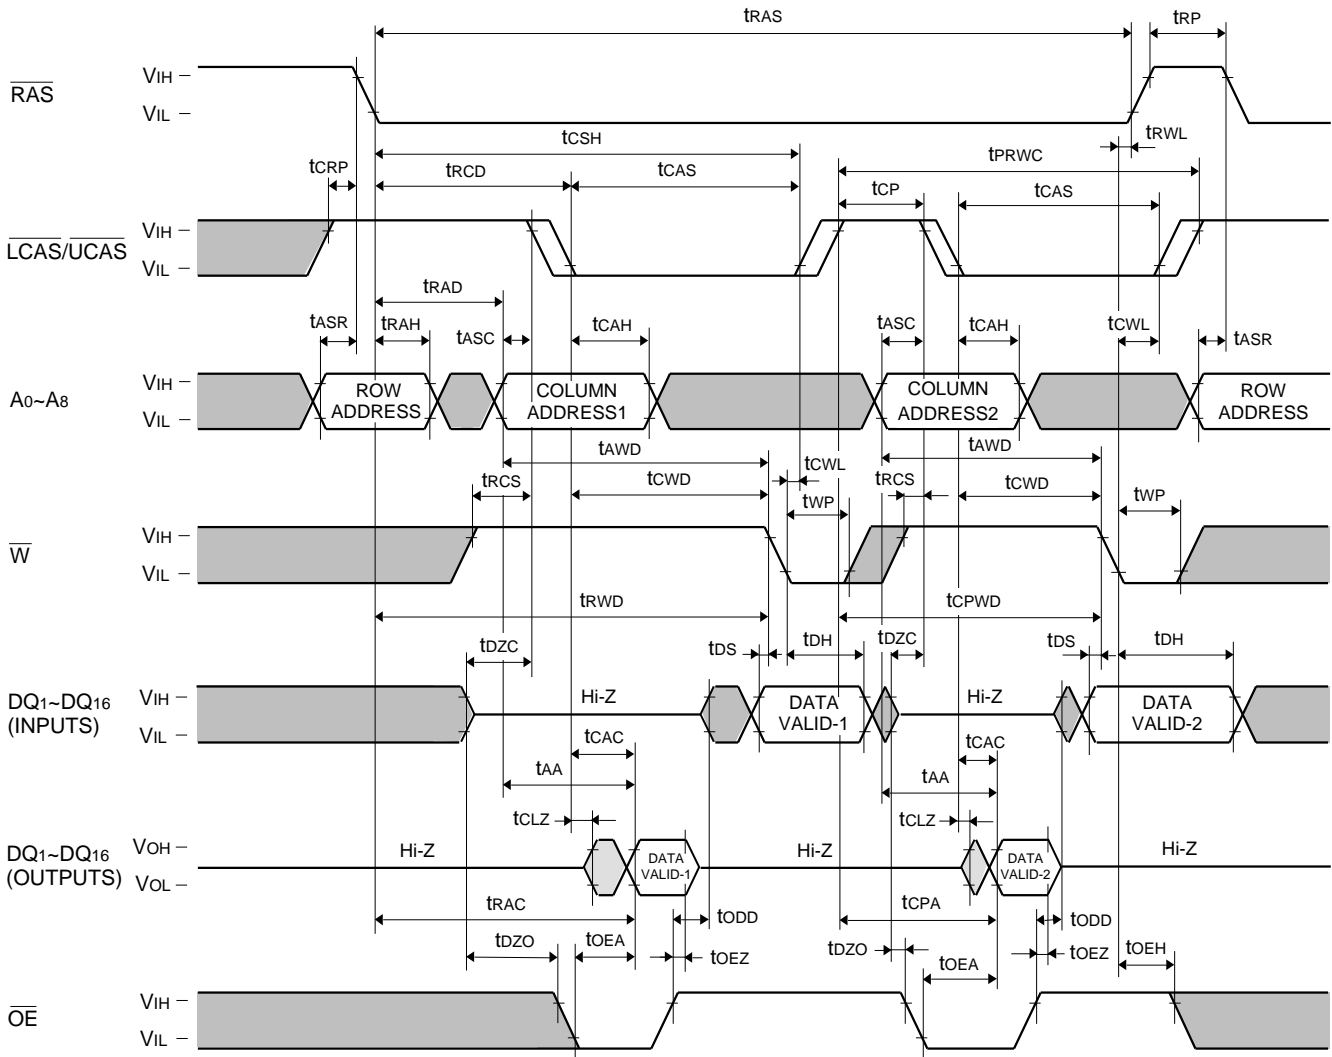 tRAS
tRP
RAS
VIH
VIL
tCSH
tRWL
tCRP
tRCD
tCAS
tPRWC
tCP
tCAS
LCAS/UCAS
VIH
VIL
tRAD
tASR
tRAH
tASC
tCAH
tASC
tCAH
tCWL
tASR
A0~A8
VIH
VIL
ROW
ADDRESS
COLUMN
ADDRESS1
COLUMN
ADDRESS2
ROW
ADDRESS
tAWD
tCWL
tAWD
tRCS
tCWD
tWP
tRCS
tCWD
tWP
W
VIH
VIL
tRWD
tCPWD
tDZC
tDS
tDH
tDZC
tDS
tDH
DQ1~DQ16
(INPUTS)
VIH
VIL
Hi-Z
DATA
VALID-1
Hi-Z
DATA
VALID-2
tCAC
tCAC
tAA
tAA
tCLZ
tCLZ
DQ1~DQ16
(OUTPUTS)
VOH
VOL
Hi-Z
DATA
VALID-1
Hi-Z
DATA
VALID-2
Hi-Z
tRAC
tODD
tCPA
tODD
tDZO
tOEA
tOEZ
tDZO
tOEA
tOEZ
tOEH
OE
VIH
VIL